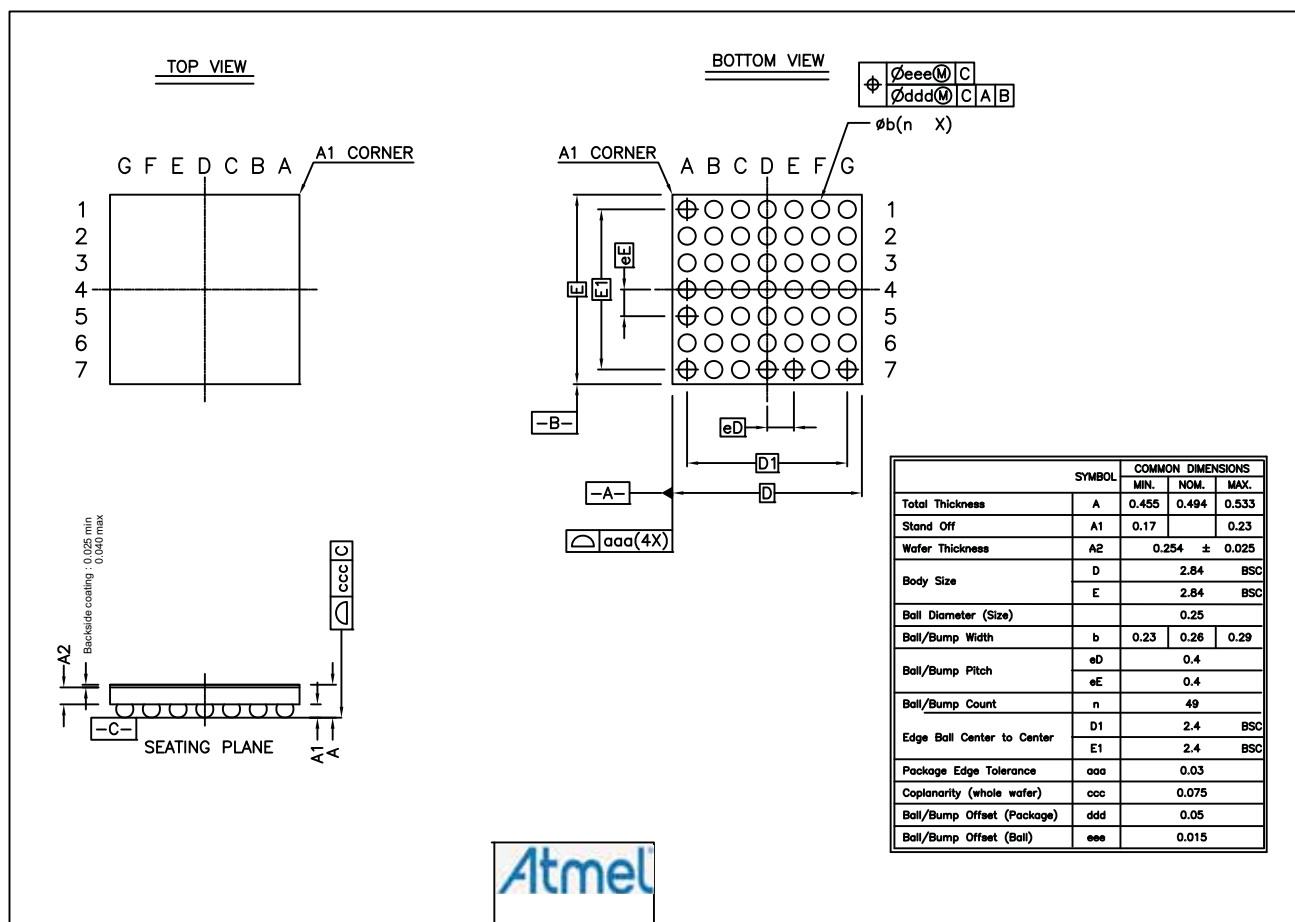 TOP VIEW
BOTTOM VIEW
Øeee Ⓜ C
Øddd Ⓜ C A B
øb(n X)
A1 CORNER
G F E D C B A
A1 CORNER
A B C D E F G
1
2
3
4
5
6
7
E
E1
eE
1
2
3
4
5
6
7
-B-
eD
D1
-A-
D
aaa(4X)
Backside coating : 0.025 min
0.040 max
A2
ccc C
-C-
SEATING PLANE
A1
A
SYMBOL COMMON DIMENSIONS
MIN. NOM. MAX.
Total Thickness A 0.455 0.494 0.533
Stand Off A1 0.17 0.23
Wafer Thickness A2 0.254 ± 0.025
Body Size D 2.84 BSC
E 2.84 BSC
Ball Diameter (Size) 0.25
Ball/Bump Width b 0.23 0.26 0.29
Ball/Bump Pitch eD 0.4
eE 0.4
Ball/Bump Count n 49
Edge Ball Center to Center D1 2.4 BSC
E1 2.4 BSC
Package Edge Tolerance aaa 0.03
Coplanarity (whole wafer) ccc 0.075
Ball/Bump Offset (Package) ddd 0.05
Ball/Bump Offset (Ball) eee 0.015
Atmel